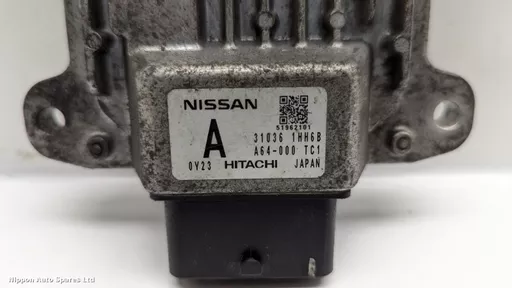 NISSAN
51962101
A
31036 1HH6B
A64-000 TC1
0V23 HITACHI JAPAN
Nippon Auto Spares Ltd